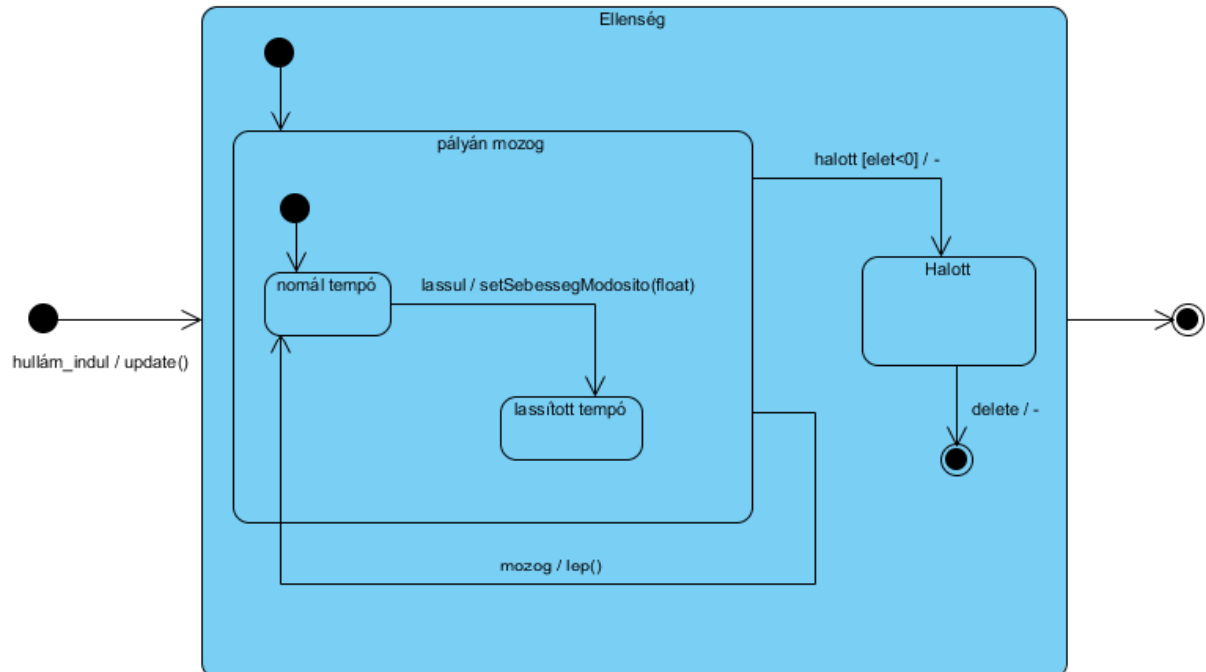 Ellenség
pályán mozog
halott [elet<0] / -
nomál tempó
lassul / setSebessegModosito(float)
Halott
hullám_indul / update()
lassított tempó
delete / -
mozog / lep()